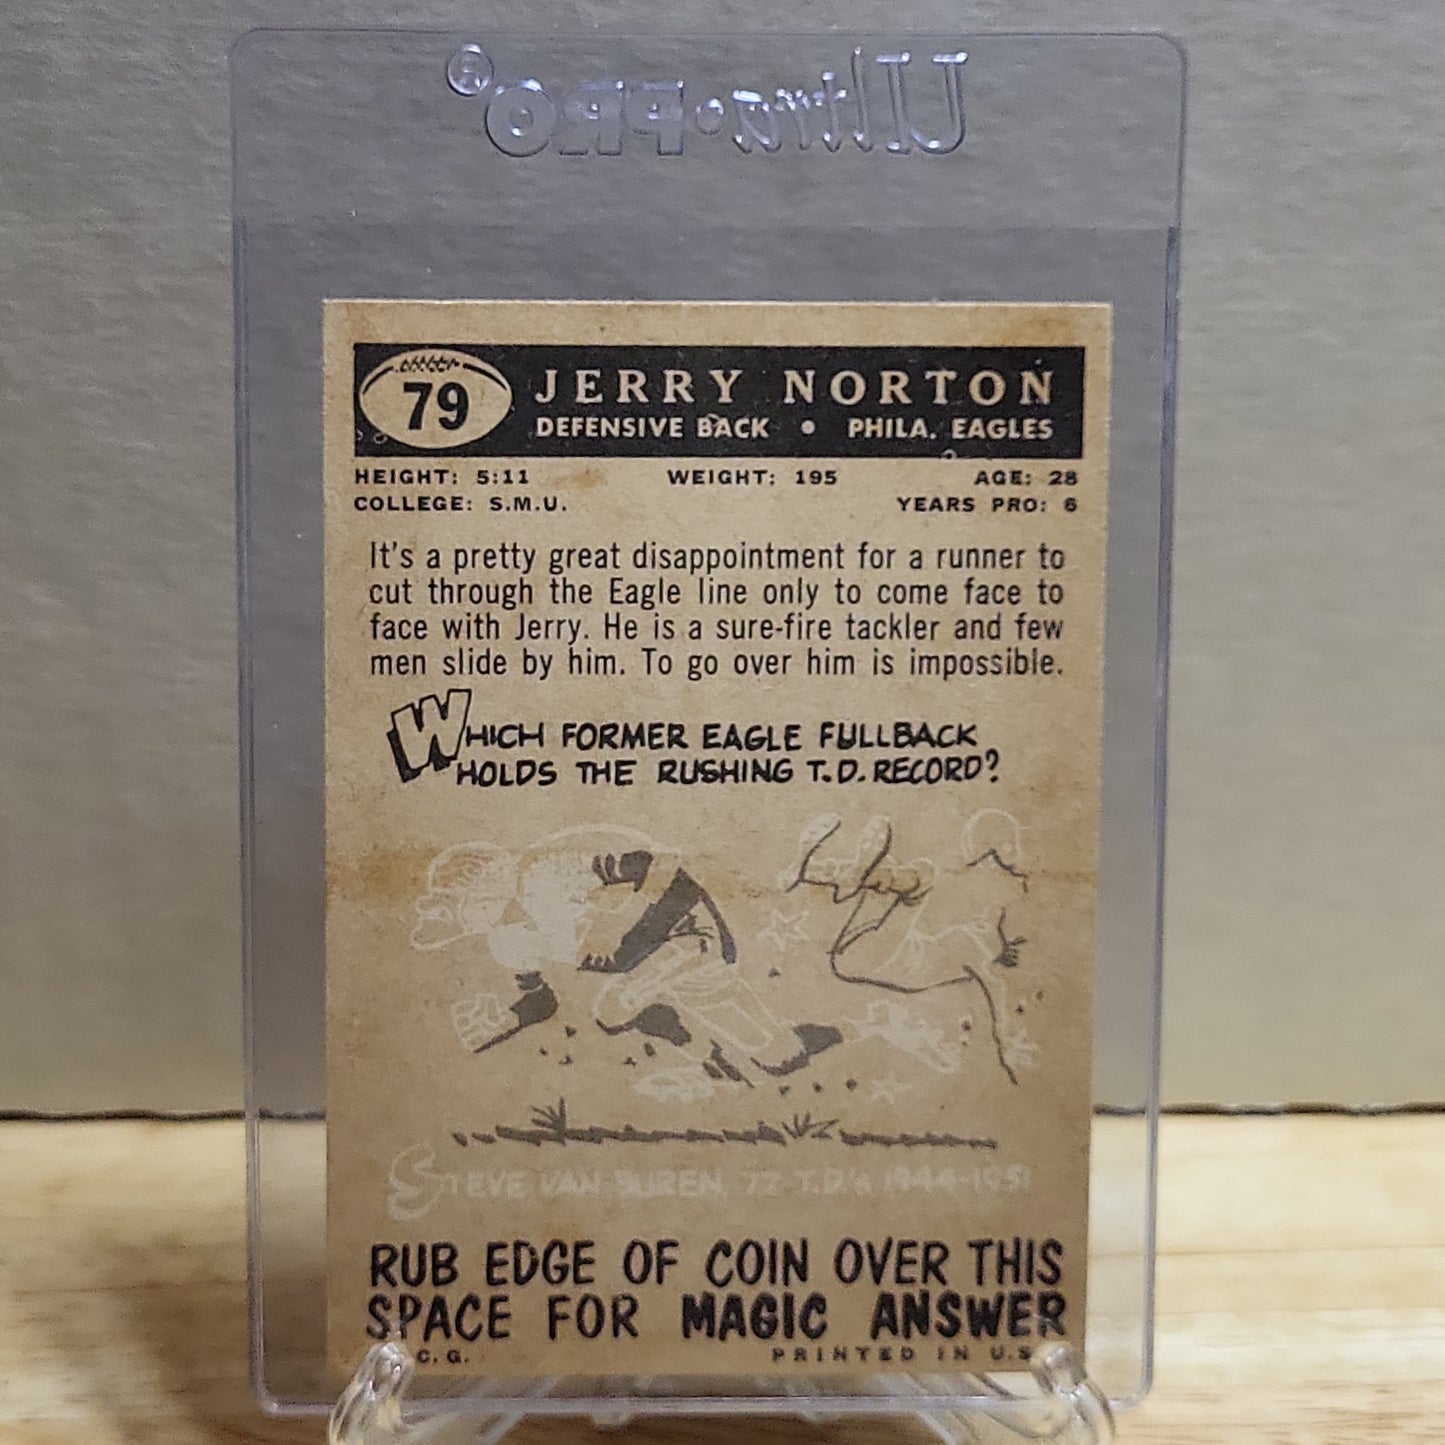 Ultra·PRO®
79
JERRY NORTON
DEFENSIVE BACK • PHILA. EAGLES
HEIGHT: 5:11 WEIGHT: 195 AGE: 28
COLLEGE: S.M.U. YEARS PRO: 6
It's a pretty great disappointment for a runner to
cut through the Eagle line only to come face to
face with Jerry. He is a sure-fire tackler and few
men slide by him. To go over him is impossible.
WHICH FORMER EAGLE FULLBACK
HOLDS THE RUSHING T.D. RECORD?
STEVE VAN BUREN, 72 T.D's 1944-1951
RUB EDGE OF COIN OVER THIS
SPACE FOR MAGIC ANSWER
C. G. PRINTED IN U.S